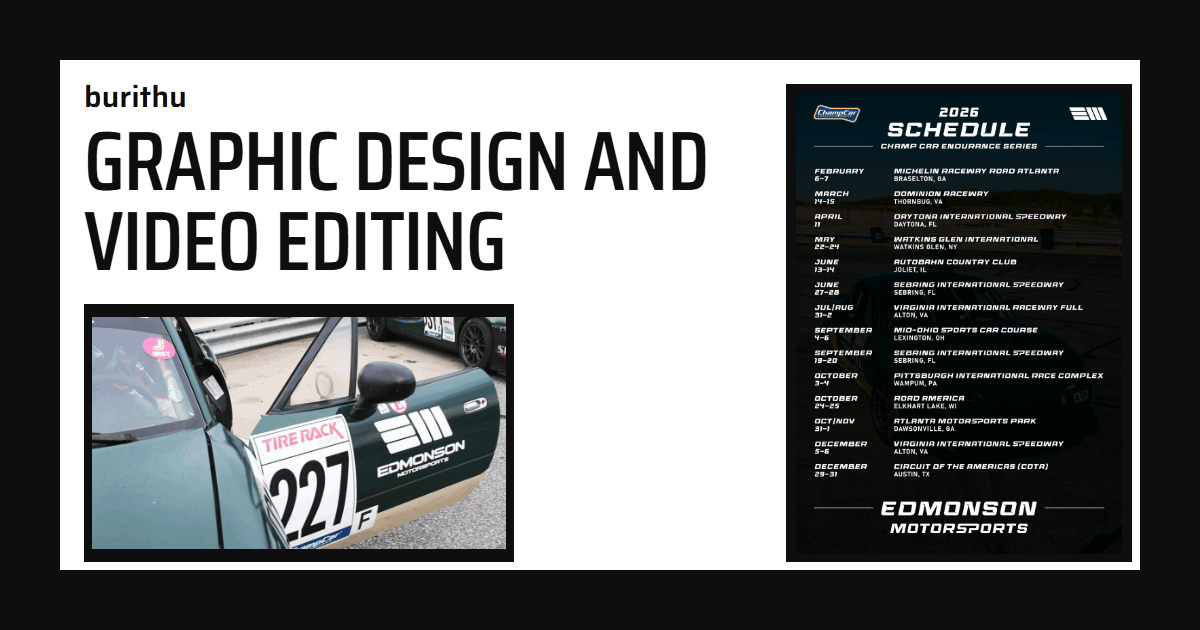 burithu
GRAPHIC DESIGN AND
VIDEO EDITING
TIRE RACK
.com
227
F
ChampCar
EDMONSON
MOTORSPORTS
ChampCar
2026
SCHEDULE
CHAMP CAR ENDURANCE SERIES
FEBRUARY MICHELIN RACEWAY ROAD ATLANTA
6-7 BRASELTON, GA
MARCH DOMINION RACEWAY
14-15 THORNBUG, VA
APRIL DAYTONA INTERNATIONAL SPEEDWAY
11 DAYTONA, FL
MAY WATKINS GLEN INTERNATIONAL
22-24 WATKINS GLEN, NY
JUNE AUTOBAHN COUNTRY CLUB
13-14 JOLIET, IL
JUNE SEBRING INTERNATIONAL SPEEDWAY
27-28 SEBRING, FL
JUL|AUG VIRGINIA INTERNATIONAL RACEWAY FULL
31-2 ALTON, VA
SEPTEMBER MID-OHIO SPORTS CAR COURSE
4-6 LEXINGTON, OH
SEPTEMBER SEBRING INTERNATIONAL SPEEDWAY
19-20 SEBRING, FL
OCTOBER PITTSBURGH INTERNATIONAL RACE COMPLEX
3-4 WAMPUM, PA
OCTOBER ROAD AMERICA
24-25 ELKHART LAKE, WI
OCT|NOV ATLANTA MOTORSPORTS PARK
31-1 DAWSONVILLE, GA
DECEMBER VIRGINIA INTERNATIONAL SPEEDWAY
5-6 ALTON, VA
DECEMBER CIRCUIT OF THE AMERICAS (COTA)
29-31 AUSTIN, TX
EDMONSON
MOTORSPORTS